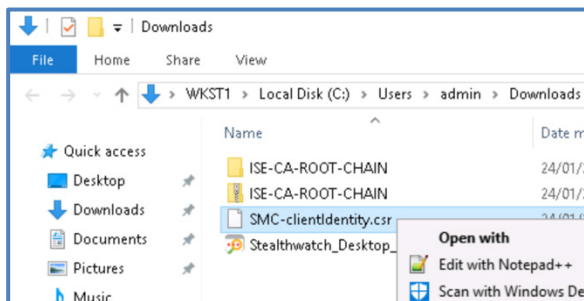 Downloads
File Home Share View
WKST1 > Local Disk (C:) > Users > admin > Downloads
Name Date m
Quick access
ISE-CA-ROOT-CHAIN 24/01/
Desktop
ISE-CA-ROOT-CHAIN 24/01/
Downloads
SMC-clientIdentity.csr 24/01/
Documents
Stealthwatch_Desktop_
Open with
Pictures
Edit with Notepad++
Music
Scan with Windows De